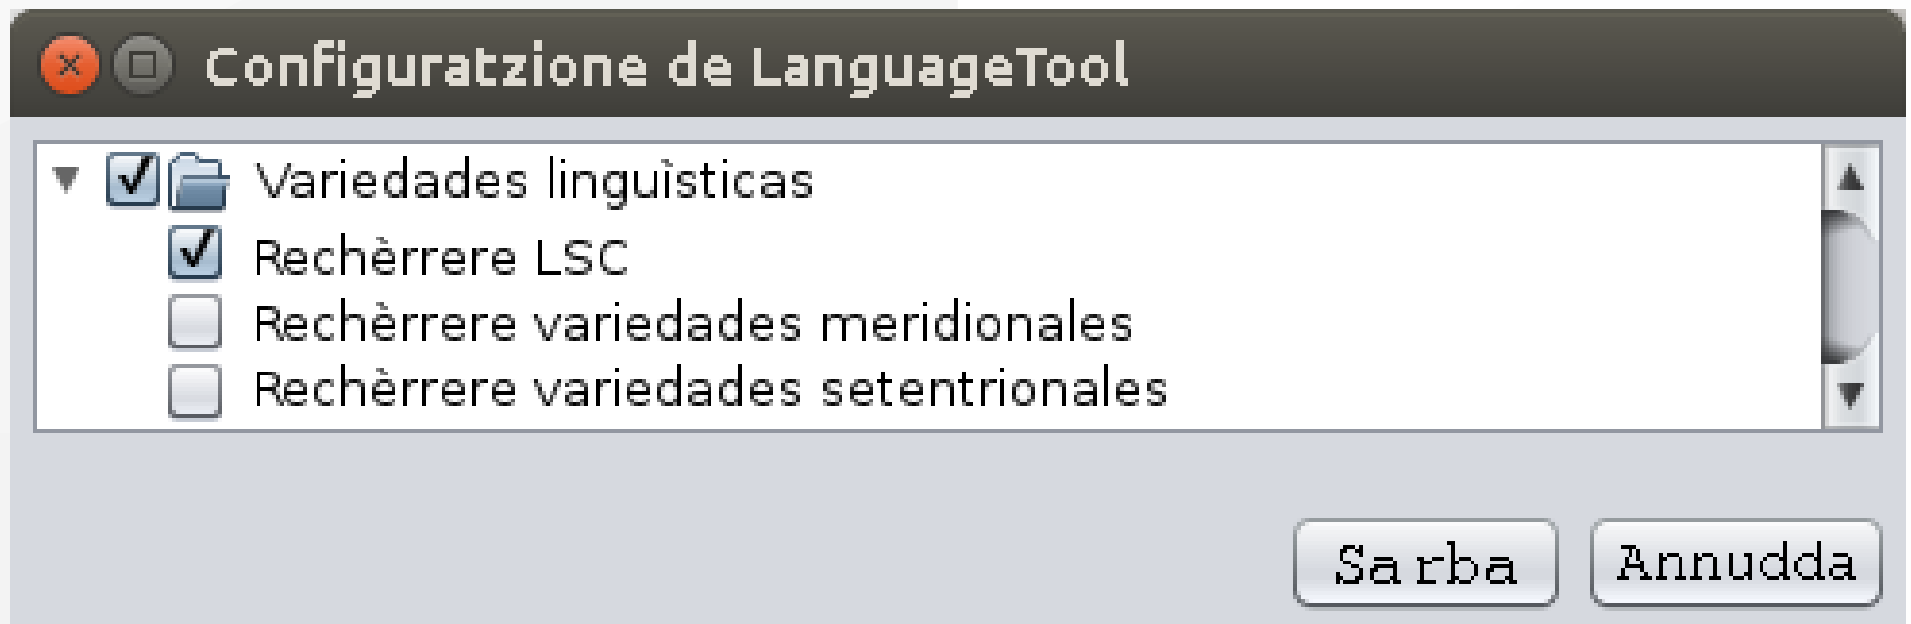 Configuratzione de LanguageTool
Variedades linguìsticas
Rechèrrere LSC
Rechèrrere variedades meridionales
Rechèrrere variedades setentrionales
Sarba Annudda